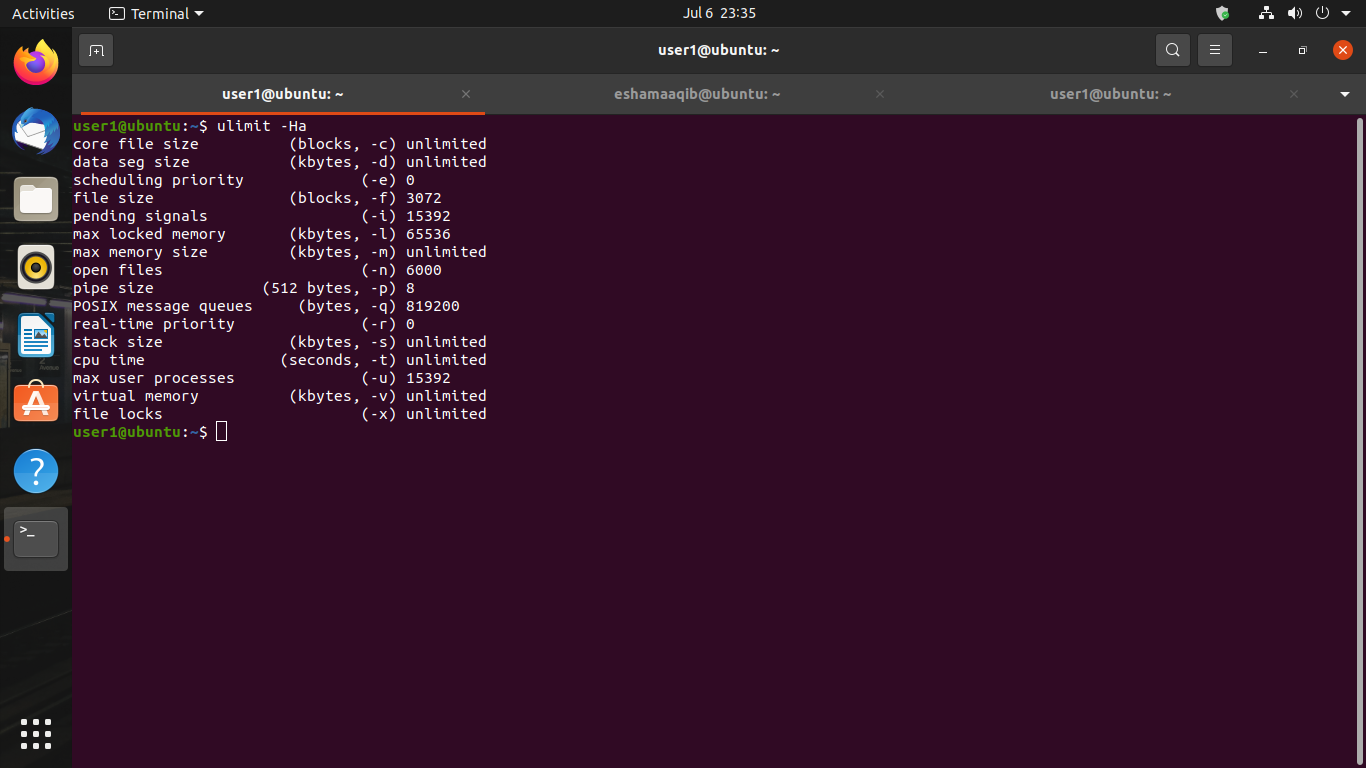 Activities Terminal Jul 6 23:35
user1@ubuntu: ~
user1@ubuntu: ~ eshamaaqib@ubuntu: ~ user1@ubuntu: ~
user1@ubuntu:~$ ulimit -Ha
core file size          (blocks, -c) unlimited
data seg size           (kbytes, -d) unlimited
scheduling priority             (-e) 0
file size               (blocks, -f) 3072
pending signals                 (-i) 15392
max locked memory       (kbytes, -l) 65536
max memory size         (kbytes, -m) unlimited
open files                      (-n) 6000
pipe size            (512 bytes, -p) 8
POSIX message queues     (bytes, -q) 819200
real-time priority              (-r) 0
stack size              (kbytes, -s) unlimited
cpu time               (seconds, -t) unlimited
max user processes              (-u) 15392
virtual memory          (kbytes, -v) unlimited
file locks                      (-x) unlimited
user1@ubuntu:~$